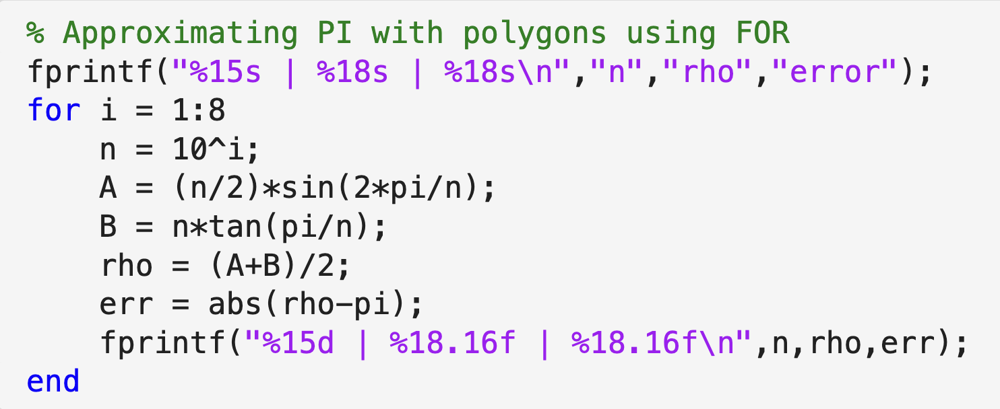 % Approximating PI with polygons using FOR
fprintf("%15s | %18s | %18s\n","n","rho","error");
for i = 1:8
    n = 10^i;
    A = (n/2)*sin(2*pi/n);
    B = n*tan(pi/n);
    rho = (A+B)/2;
    err = abs(rho-pi);
    fprintf("%15d | %18.16f | %18.16f\n",n,rho,err);
end